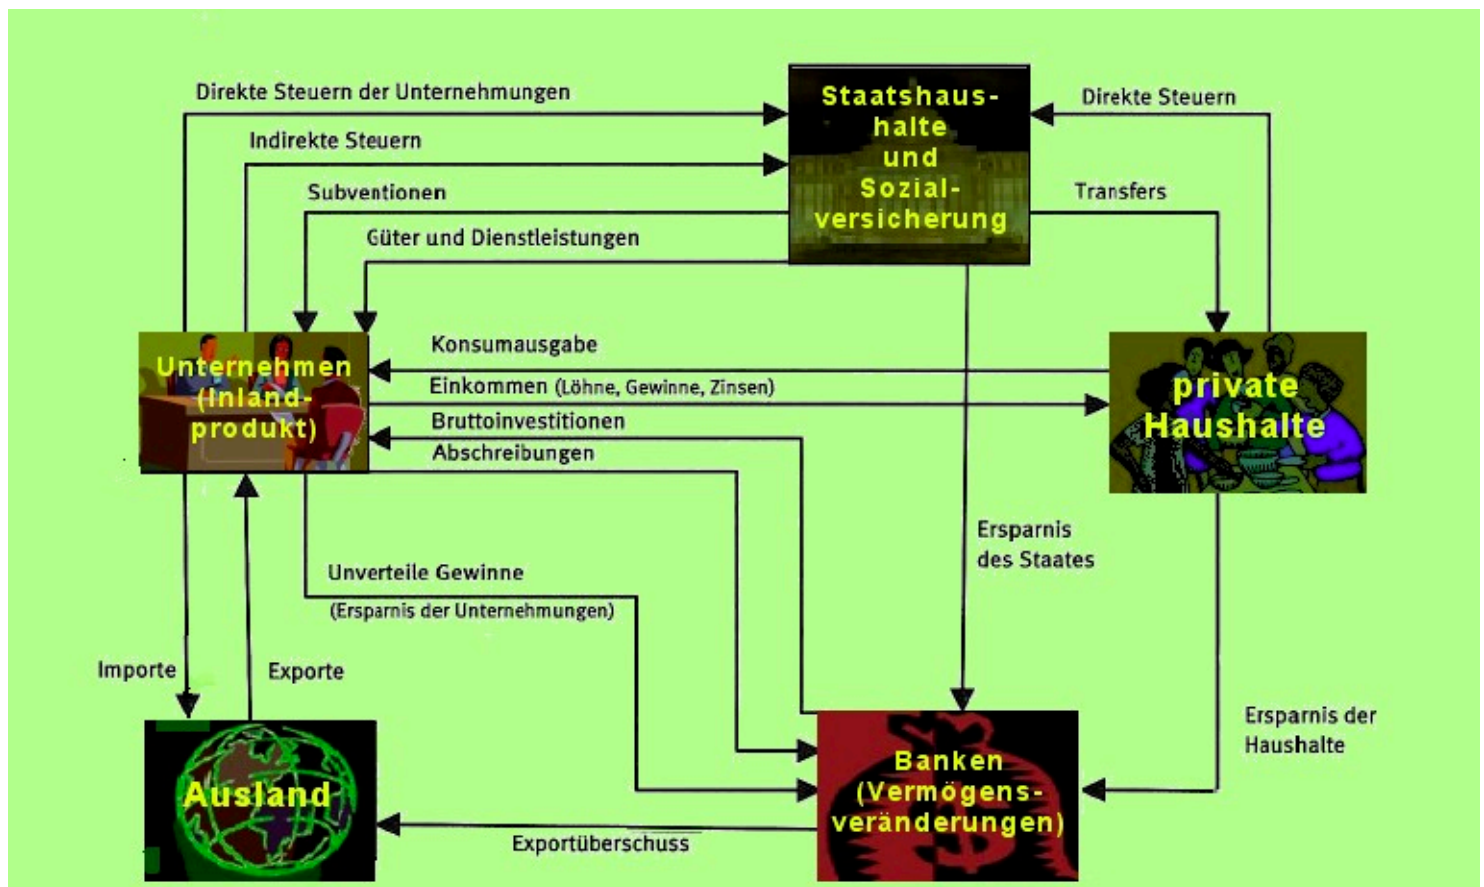 Direkte Steuern der Unternehmungen
Indirekte Steuern
Subventionen
Güter und Dienstleistungen
Staatshaus-
halte
und
Sozial-
versicherung
Direkte Steuern
Transfers
Unternehmen
(Inland-
produkt)
Konsumausgabe
Einkommen (Löhne, Gewinne, Zinsen)
Bruttoinvestitionen
Abschreibungen
private
Haushalte
Unverteile Gewinne
(Ersparnis der Unternehmungen)
Ersparnis
des Staates
Importe
Exporte
Ersparnis der
Haushalte
Ausland
Exportüberschuss
Banken
(Vermögens-
veränderungen)